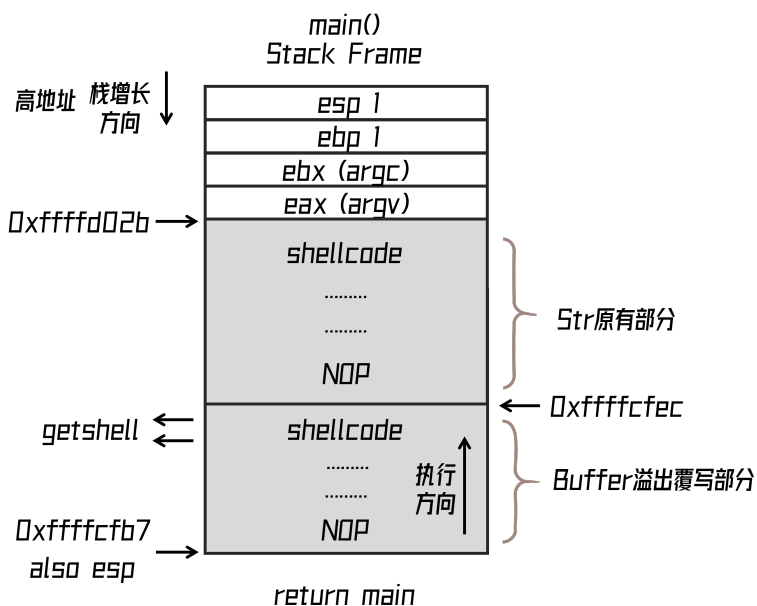 main()
Stack Frame
高地址
栈增长
方向
esp 1
ebp 1
ebx (argc)
eax (argv)
0xffffd02b
shellcode
.........
.........
NOP
Str原有部分
0xffffcfec
getshell
shellcode
.........
.........
NOP
执行
方向
Buffer溢出覆写部分
0xffffcfb7
also esp
return main